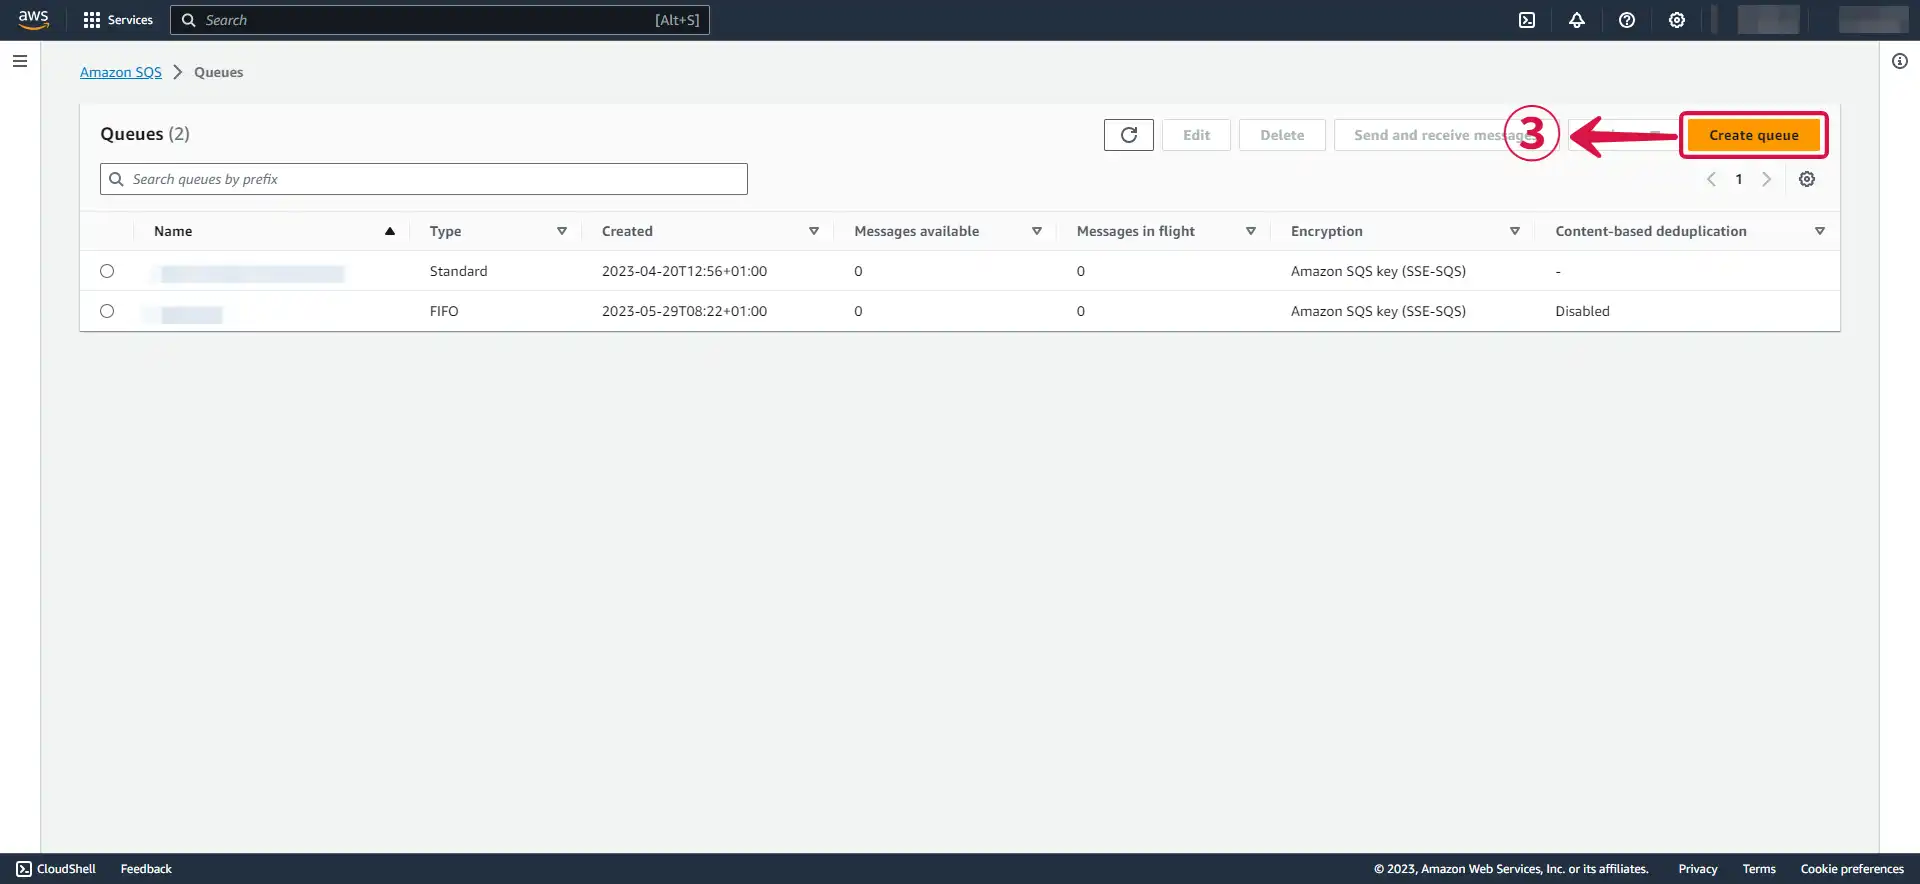 aws Services Search [Alt+S]
Amazon SQS Queues
Queues (2)
Edit Delete Send and receive message 3 Create queue
Search queues by prefix
1
Name Type Created Messages available Messages in flight Encryption Content-based deduplication
Standard 2023-04-20T12:56+01:00 0 0 Amazon SQS key (SSE-SQS) -
FIFO 2023-05-29T08:22+01:00 0 0 Amazon SQS key (SSE-SQS) Disabled
CloudShell Feedback © 2023, Amazon Web Services, Inc. or its affiliates. Privacy Terms Cookie preferences